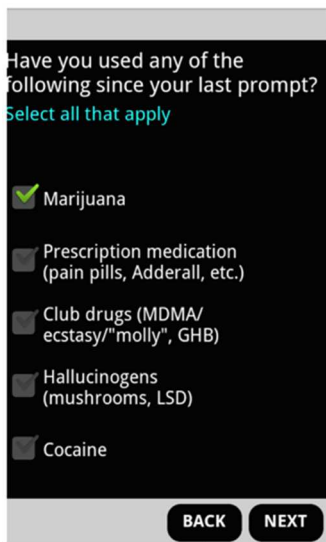 Have you used any of the
following since your last prompt?
Select all that apply
Marijuana
Prescription medication
(pain pills, Adderall, etc.)
Club drugs (MDMA/
ecstasy/"molly", GHB)
Hallucinogens
(mushrooms, LSD)
Cocaine
BACK NEXT